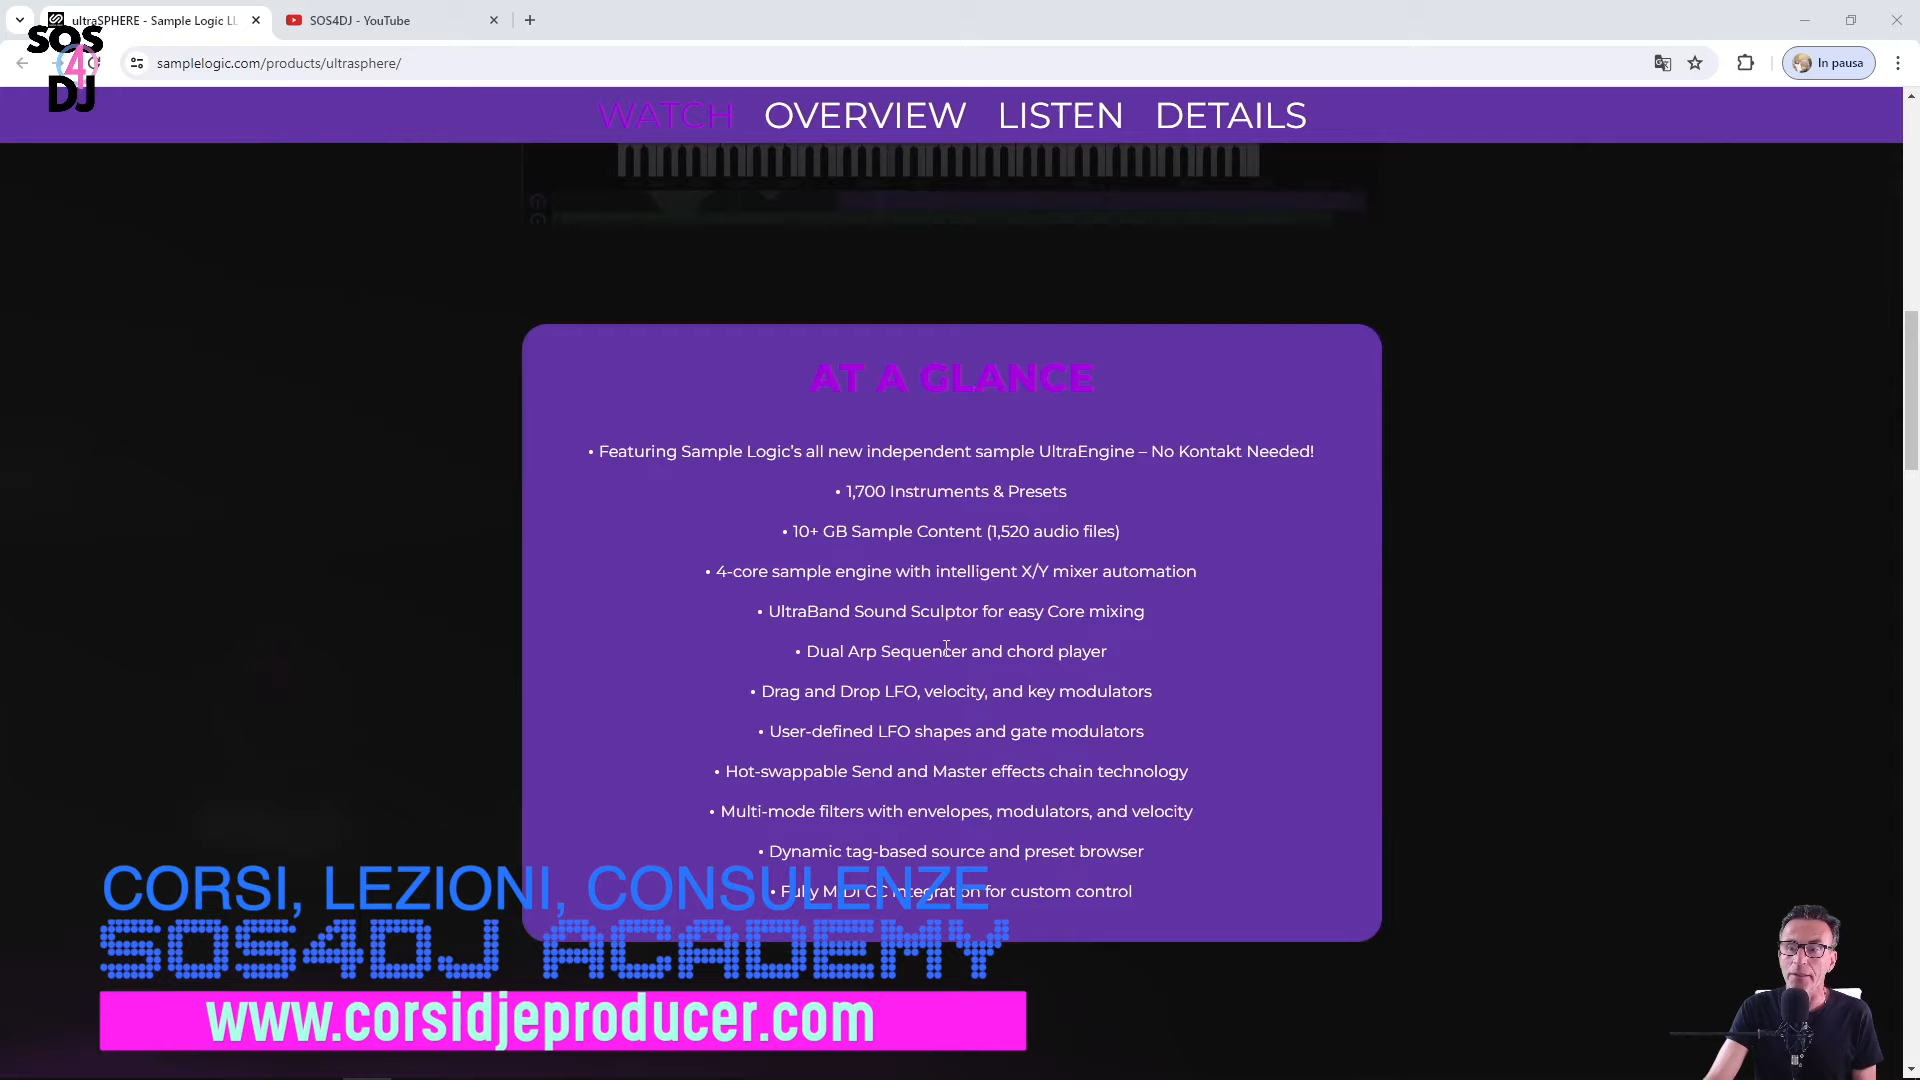 ultraSPHERE - Sample Logic LL
SOS4DJ - YouTube
SOS
4
DJ
samplelogic.com/products/ultrasphere/
In pausa
WATCH OVERVIEW LISTEN DETAILS
AT A GLANCE
• Featuring Sample Logic's all new independent sample UltraEngine – No Kontakt Needed!
• 1,700 Instruments & Presets
• 10+ GB Sample Content (1,520 audio files)
• 4-core sample engine with intelligent X/Y mixer automation
• UltraBand Sound Sculptor for easy Core mixing
• Dual Arp Sequencer and chord player
• Drag and Drop LFO, velocity, and key modulators
• User-defined LFO shapes and gate modulators
• Hot-swappable Send and Master effects chain technology
• Multi-mode filters with envelopes, modulators, and velocity
• Dynamic tag-based source and preset browser
• Fully MIDI CC integration for custom control
CORSI, LEZIONI, CONSULENZE
SOS4DJ ACADEMY
www.corsidjeproducer.com